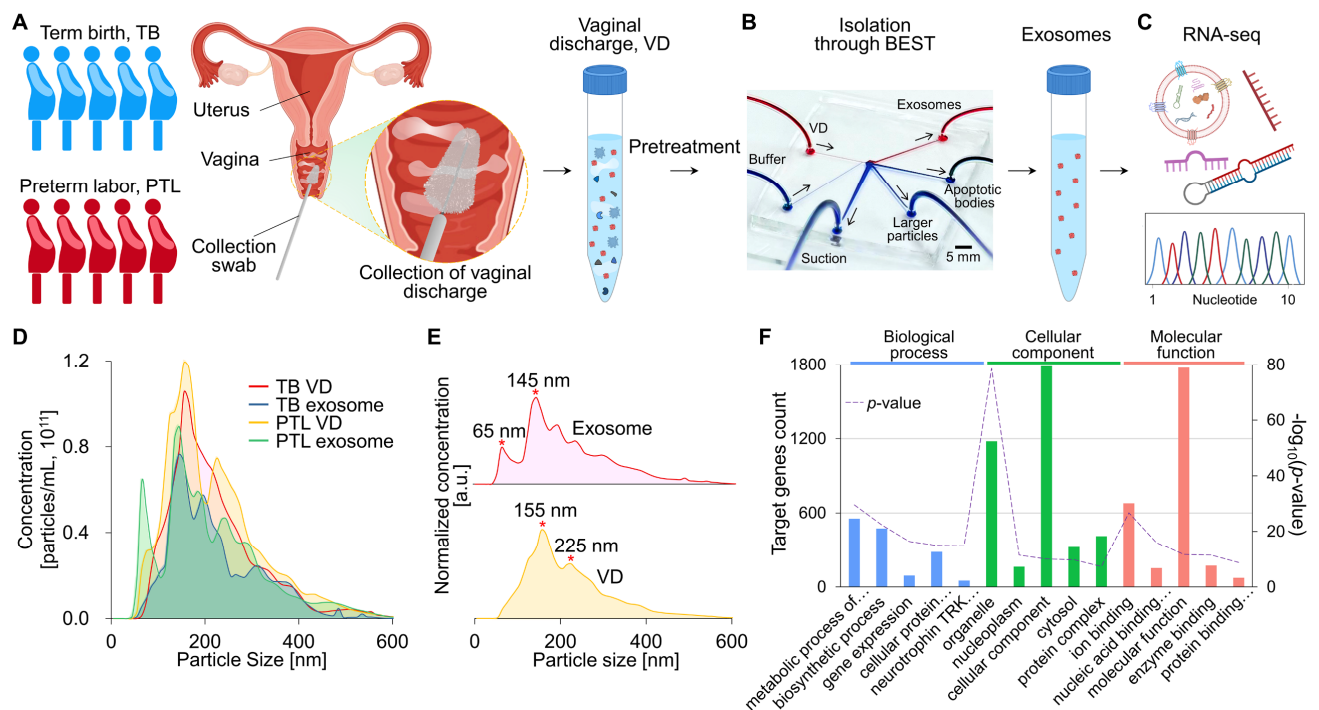 A
Term birth, TB
Preterm labor, PTL
Uterus
Vagina
Collection
swab
Collection of vaginal
discharge
Vaginal
discharge, VD
Pretreatment
B
Isolation
through BEST
VD
Exosomes
Buffer
Apoptotic
bodies
Larger
particles
Suction
5 mm
Exosomes
C
RNA-seq
1
Nucleotide
10
D
Concentration
[particles/mL, 10¹¹]
1.2
0.8
0.4
0.0
TB VD
TB exosome
PTL VD
PTL exosome
0
200
400
600
Particle Size [nm]
E
Normalized concentration
[a.u.]
145 nm
*
65 nm
*
Exosome
155 nm
*
225 nm
*
VD
0
200
400
600
Particle size [nm]
F
Biological
process
Cellular
component
Molecular
function
Target genes count
1800
1200
600
0
p-value
80
60
40
20
0
-log₁₀(p-value)
metabolic process of…
biosynthetic process
gene expression
cellular protein…
neurotrophin TRK…
organelle
nucleoplasm
cellular component
cytosol
protein complex
ion binding
nucleic acid binding…
molecular function
enzyme binding
protein binding…